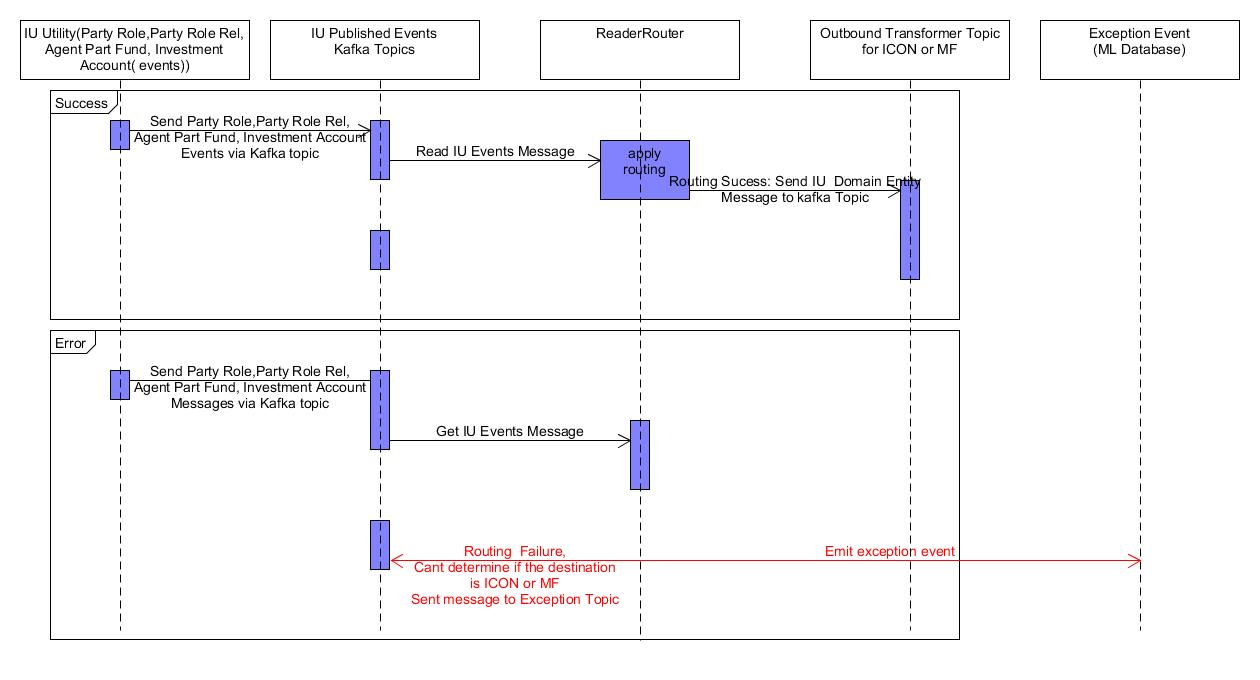 IU Utility(Party Role,Party Role Rel,
Agent Part Fund, Investment
Account( events))
IU Published Events
Kafka Topics
ReaderRouter
Outbound Transformer Topic
for ICON or MF
Exception Event
(ML Database)
Success
Send Party Role,Party Role Rel,
Agent Part Fund, Investment Account
Events via Kafka topic
Read IU Events Message
apply
routing
Routing Sucess: Send IU  Domain Entity
Message to kafka Topic
Error
Send Party Role,Party Role Rel,
Agent Part Fund, Investment Account
Messages via Kafka topic
Get IU Events Message
Routing  Failure,
Cant determine if the destination
is ICON or MF
Sent message to Exception Topic
Emit exception event